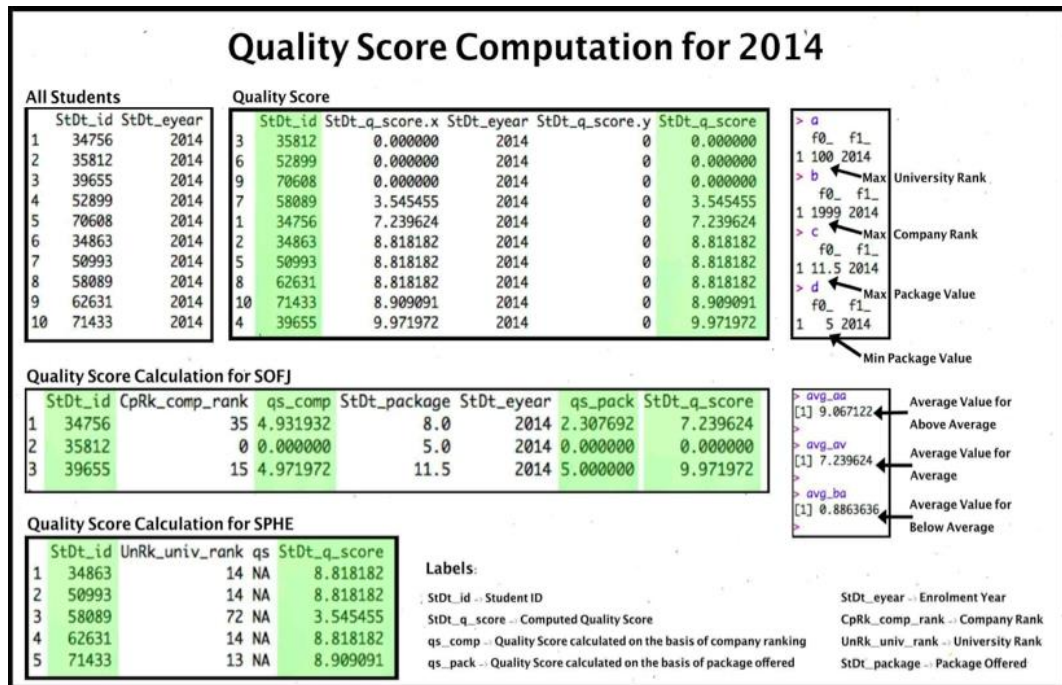 Quality Score Computation for 2014
All Students
StDt_id StDt_eyear
1 34756 2014
2 35812 2014
3 39655 2014
4 52899 2014
5 70608 2014
6 34863 2014
7 50993 2014
8 58089 2014
9 62631 2014
10 71433 2014
Quality Score
StDt_id StDt_q_score.x StDt_eyear StDt_q_score.y StDt_q_score
3 35812 0.000000 2014 0 0.000000
6 52899 0.000000 2014 0 0.000000
9 70608 0.000000 2014 0 0.000000
7 58089 3.545455 2014 0 3.545455
1 34756 7.239624 2014 0 7.239624
2 34863 8.818182 2014 0 8.818182
5 50993 8.818182 2014 0 8.818182
8 62631 8.818182 2014 0 8.818182
10 71433 8.909091 2014 0 8.909091
4 39655 9.971972 2014 0 9.971972
> a
f0_ f1_
1 100 2014
Max University Rank
> b
f0_ f1_
1 1999 2014
Max Company Rank
> c
f0_ f1_
1 11.5 2014
Max Package Value
> d
f0_ f1_
1 5 2014
Min Package Value
Quality Score Calculation for SOFJ
StDt_id CpRk_comp_rank qs_comp StDt_package StDt_eyear qs_pack StDt_q_score
1 34756 35 4.931932 8.0 2014 2.307692 7.239624
2 35812 0 0.000000 5.0 2014 0.000000 0.000000
3 39655 15 4.971972 11.5 2014 5.000000 9.971972
> avg_aa
[1] 9.067122
>
Average Value for
Above Average
> avg_av
[1] 7.239624
>
Average Value for
Average
> avg_ba
[1] 0.8863636
>
Average Value for
Below Average
Quality Score Calculation for SPHE
StDt_id UnRk_univ_rank qs StDt_q_score
1 34863 14 NA 8.818182
2 50993 14 NA 8.818182
3 58089 72 NA 3.545455
4 62631 14 NA 8.818182
5 71433 13 NA 8.909091
Labels:
StDt_id -> Student ID
StDt_q_score -> Computed Quality Score
qs_comp -> Quality Score calculated on the basis of company ranking
qs_pack -> Quality Score calculated on the basis of package offered
StDt_eyear -> Enrolment Year
CpRk_comp_rank -> Company Rank
UnRk_univ_rank -> University Rank
StDt_package -> Package Offered